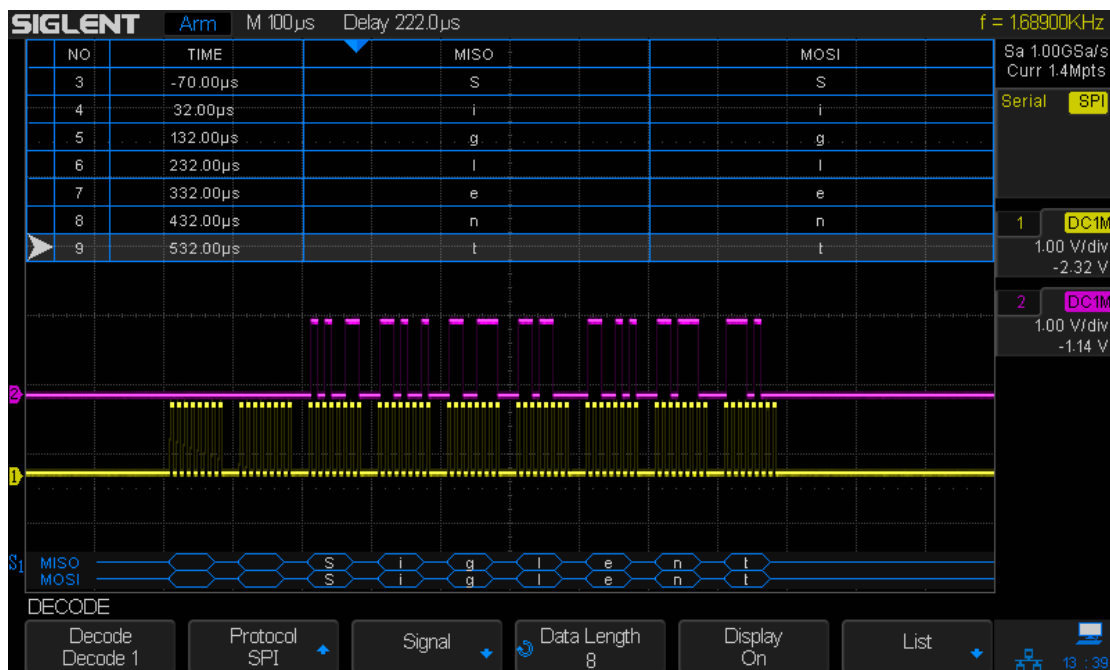 SIGLENT Arm M 100µs Delay 222.0µs f = 1.68900KHz
Sa 1.00GSa/s
Curr 1.4Mpts
NO TIME MISO MOSI
3 -70.00µs S S
4 32.00µs i i
5 132.00µs g g
6 232.00µs l l
7 332.00µs e e
8 432.00µs n n
9 532.00µs t t
Serial SPI
1 DC1M
1.00 V/div
-2.32 V
2 DC1M
1.00 V/div
-1.14 V
2
1
S1 MISO S i g l e n t
MOSI S i g l e n t
DECODE
Decode Protocol Signal Data Length Display List
Decode 1 SPI 8 On
13 : 39